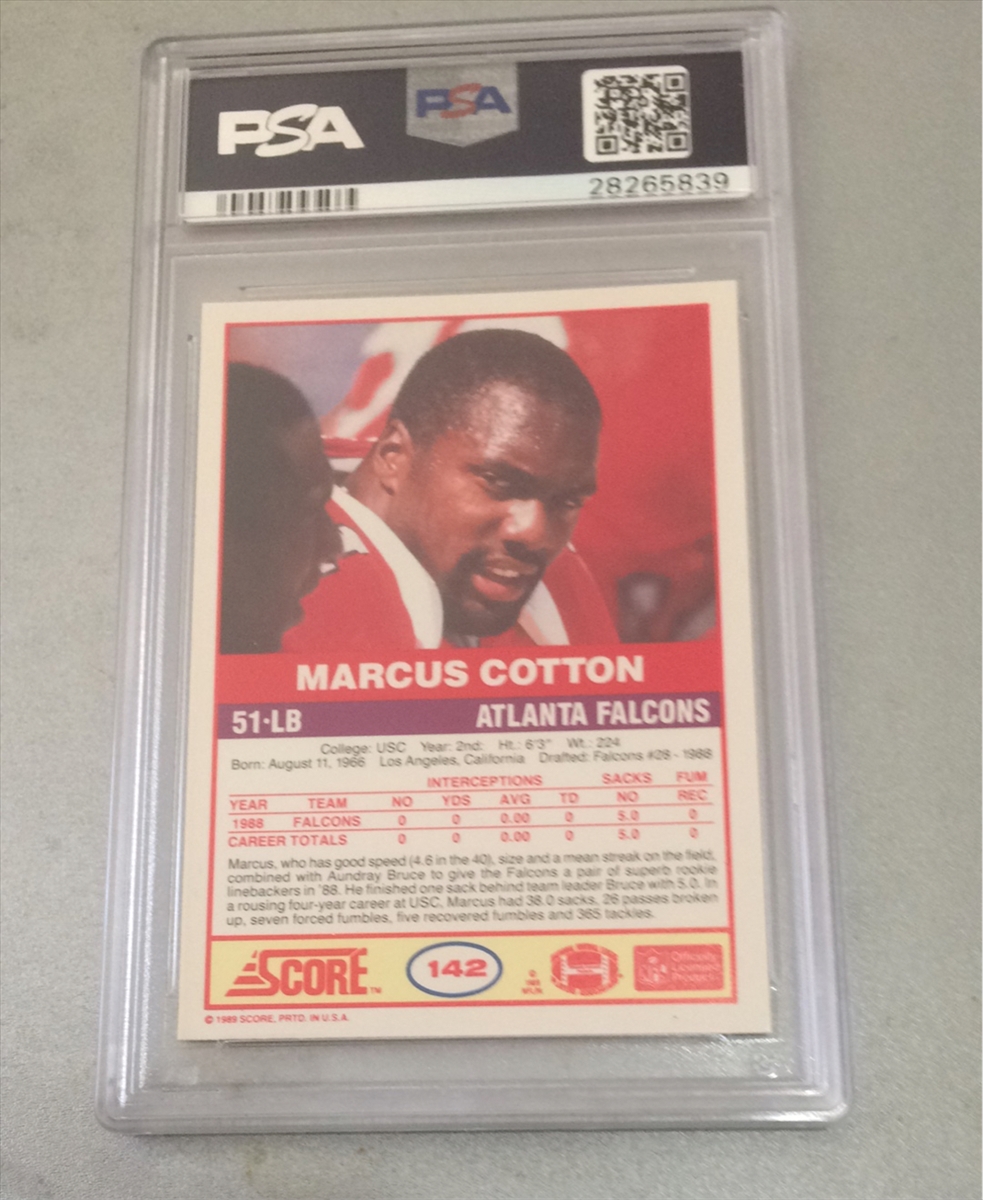 PSA
PSA
28265839
MARCUS COTTON
51·LB ATLANTA FALCONS
College: USC Year: 2nd: Ht.: 6'3" Wt.: 224
Born: August 11, 1966 Los Angeles, California Drafted: Falcons #28 - 1988
INTERCEPTIONS SACKS FUM
YEAR TEAM NO YDS AVG TD NO REC
1988 FALCONS 0 0 0.00 0 5.0 0
CAREER TOTALS 0 0 0.00 0 5.0 0
Marcus, who has good speed (4.6 in the 40), size and a mean streak on the field,
combined with Aundray Bruce to give the Falcons a pair of superb rookie
linebackers in '88. He finished one sack behind team leader Bruce with 5.0. In
a rousing four-year career at USC, Marcus had 38.0 sacks, 26 passes broken
up, seven forced fumbles, five recovered fumbles and 365 tackles.
SCORE™ 142
Officially
Licensed
Product
© 1989 SCORE, PRTD. IN U.S.A.